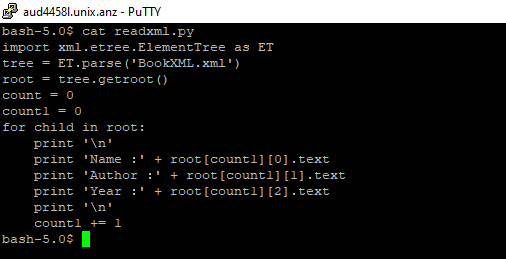 aud4458l.unix.anz - PuTTY
bash-5.0$ cat readxml.py
import xml.etree.ElementTree as ET
tree = ET.parse('BookXML.xml')
root = tree.getroot()
count = 0
count1 = 0
for child in root:
    print '\n'
    print 'Name :' + root[count1][0].text
    print 'Author :' + root[count1][1].text
    print 'Year :' + root[count1][2].text
    print '\n'
    count1 += 1
bash-5.0$